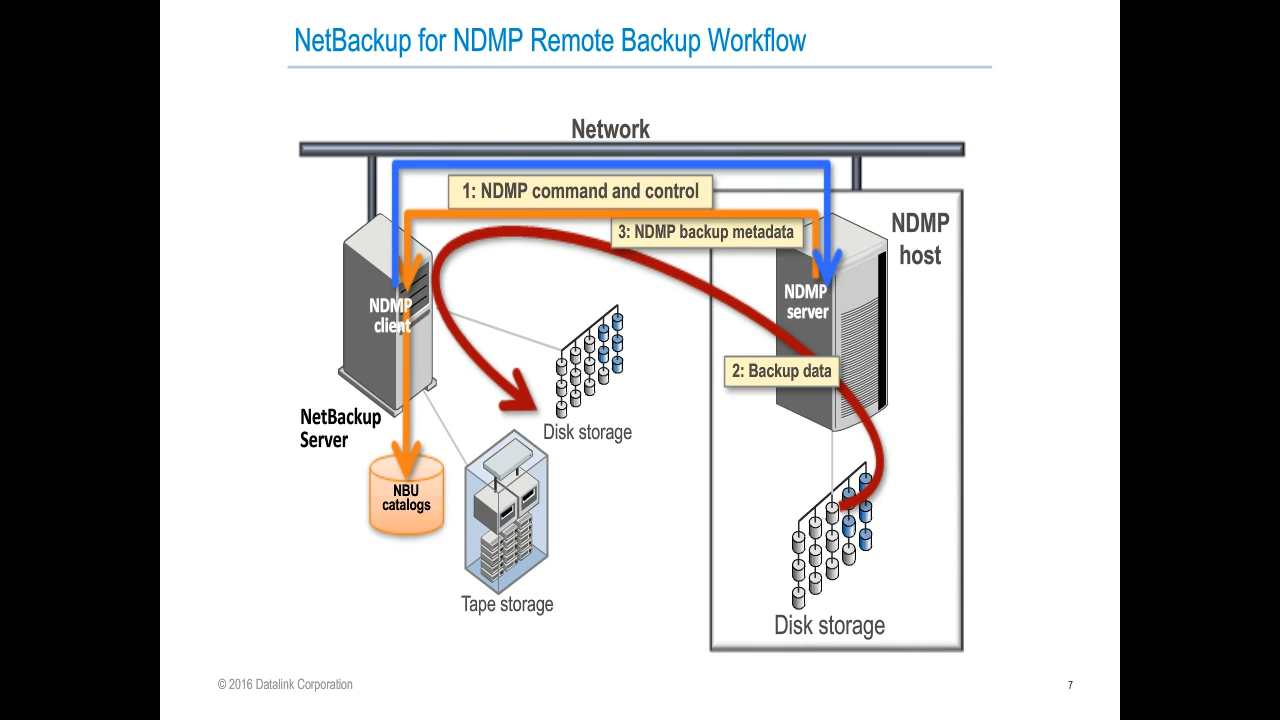 NetBackup for NDMP Remote Backup Workflow
Network
1: NDMP command and control
3: NDMP backup metadata
NDMP
host
NDMP
client
NDMP
server
2: Backup data
NetBackup
Server
Disk storage
NBU
catalogs
Tape storage
Disk storage
© 2016 Datalink Corporation
7